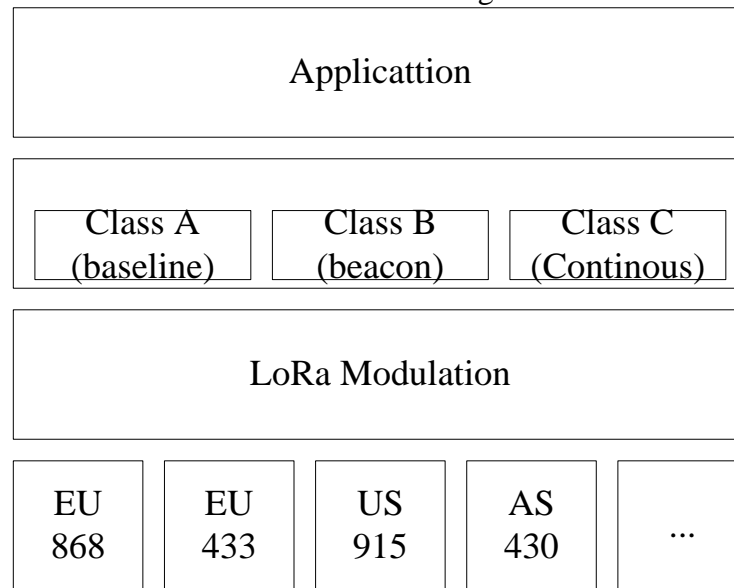 Applicattion
Class A
(baseline)
Class B
(beacon)
Class C
(Continous)
LoRa Modulation
EU
868
EU
433
US
915
AS
430
...